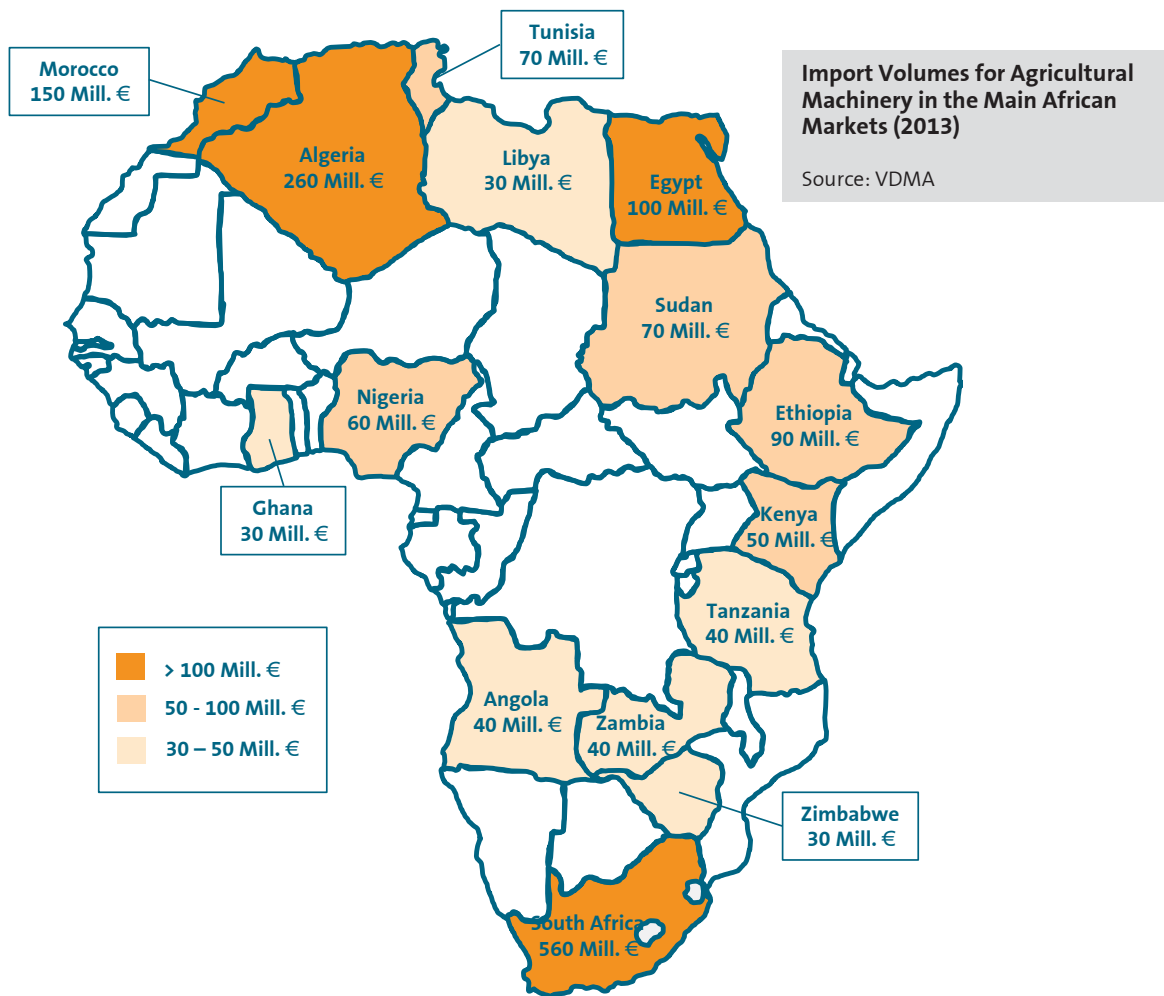 Tunisia
70 Mill. €
Morocco
150 Mill. €
Import Volumes for Agricultural
Machinery in the Main African
Markets (2013)
Source: VDMA
Algeria
260 Mill. €
Libya
30 Mill. €
Egypt
100 Mill. €
Sudan
70 Mill. €
Nigeria
60 Mill. €
Ethiopia
90 Mill. €
Ghana
30 Mill. €
Kenya
50 Mill. €
Tanzania
40 Mill. €
> 100 Mill. €
50 - 100 Mill. €
30 – 50 Mill. €
Angola
40 Mill. €
Zambia
40 Mill. €
Zimbabwe
30 Mill. €
South Africa
560 Mill. €